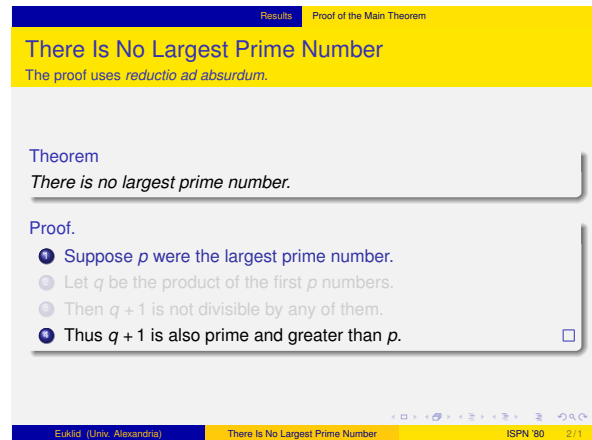 Results Proof of the Main Theorem
There Is No Largest Prime Number
The proof uses reductio ad absurdum.
Theorem
There is no largest prime number.
Proof.
1 Suppose p were the largest prime number.
2 Let q be the product of the first p numbers.
3 Then q + 1 is not divisible by any of them.
4 Thus q + 1 is also prime and greater than p.
Euklid (Univ. Alexandria) There Is No Largest Prime Number ISPN '80 2 / 1